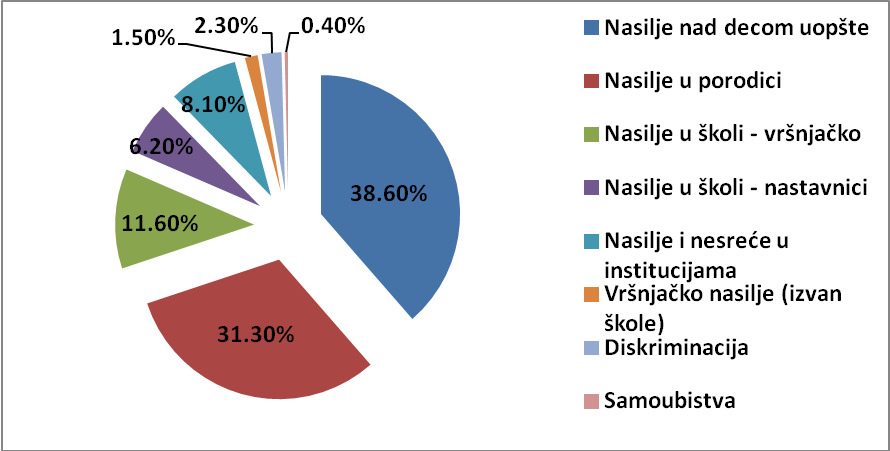 2.30%
0.40%
1.50%
8.10%
6.20%
38.60%
11.60%
31.30%
Nasilje nad decom uopšte
Nasilje u porodici
Nasilje u školi - vršnjačko
Nasilje u školi - nastavnici
Nasilje i nesreće u
institucijama
Vršnjačko nasilje (izvan
škole)
Diskriminacija
Samoubistva